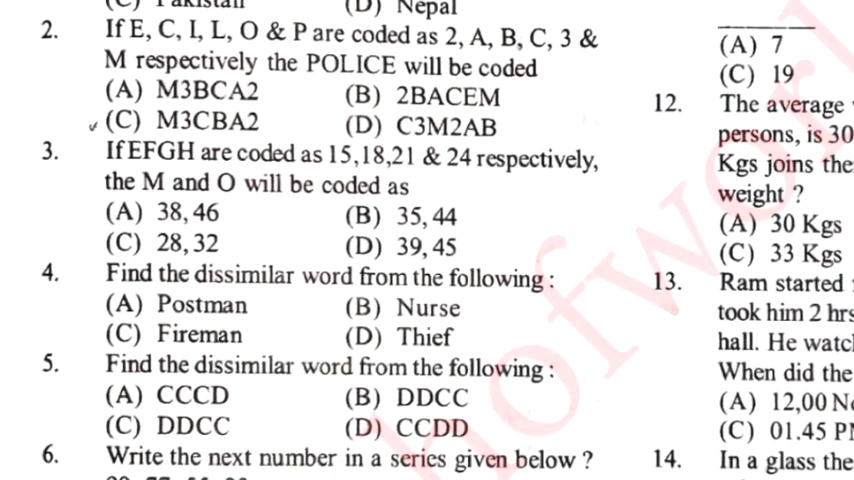 (D) Nepal
2. If E, C, I, L, O & P are coded as 2, A, B, C, 3 &
M respectively the POLICE will be coded
(A) M3BCA2 (B) 2BACEM
(C) M3CBA2 (D) C3M2AB
3. If EFGH are coded as 15,18,21 & 24 respectively,
the M and O will be coded as
(A) 38, 46 (B) 35, 44
(C) 28, 32 (D) 39, 45
4. Find the dissimilar word from the following :
(A) Postman (B) Nurse
(C) Fireman (D) Thief
5. Find the dissimilar word from the following :
(A) CCCD (B) DDCC
(C) DDCC (D) CCDD
6. Write the next number in a series given below ?
(A) 7
(C) 19
12. The average
persons, is 30
Kgs joins the
weight ?
(A) 30 Kgs
(C) 33 Kgs
13. Ram started
took him 2 hrs
hall. He watc
When did the
(A) 12,00 N
(C) 01.45 P
14. In a glass the